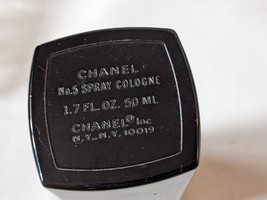 CHANEL
No.5 SPRAY COLOGNE
1.7 FL. OZ. 50 ML
CHANEL® Inc
N.Y., N.Y. 10019